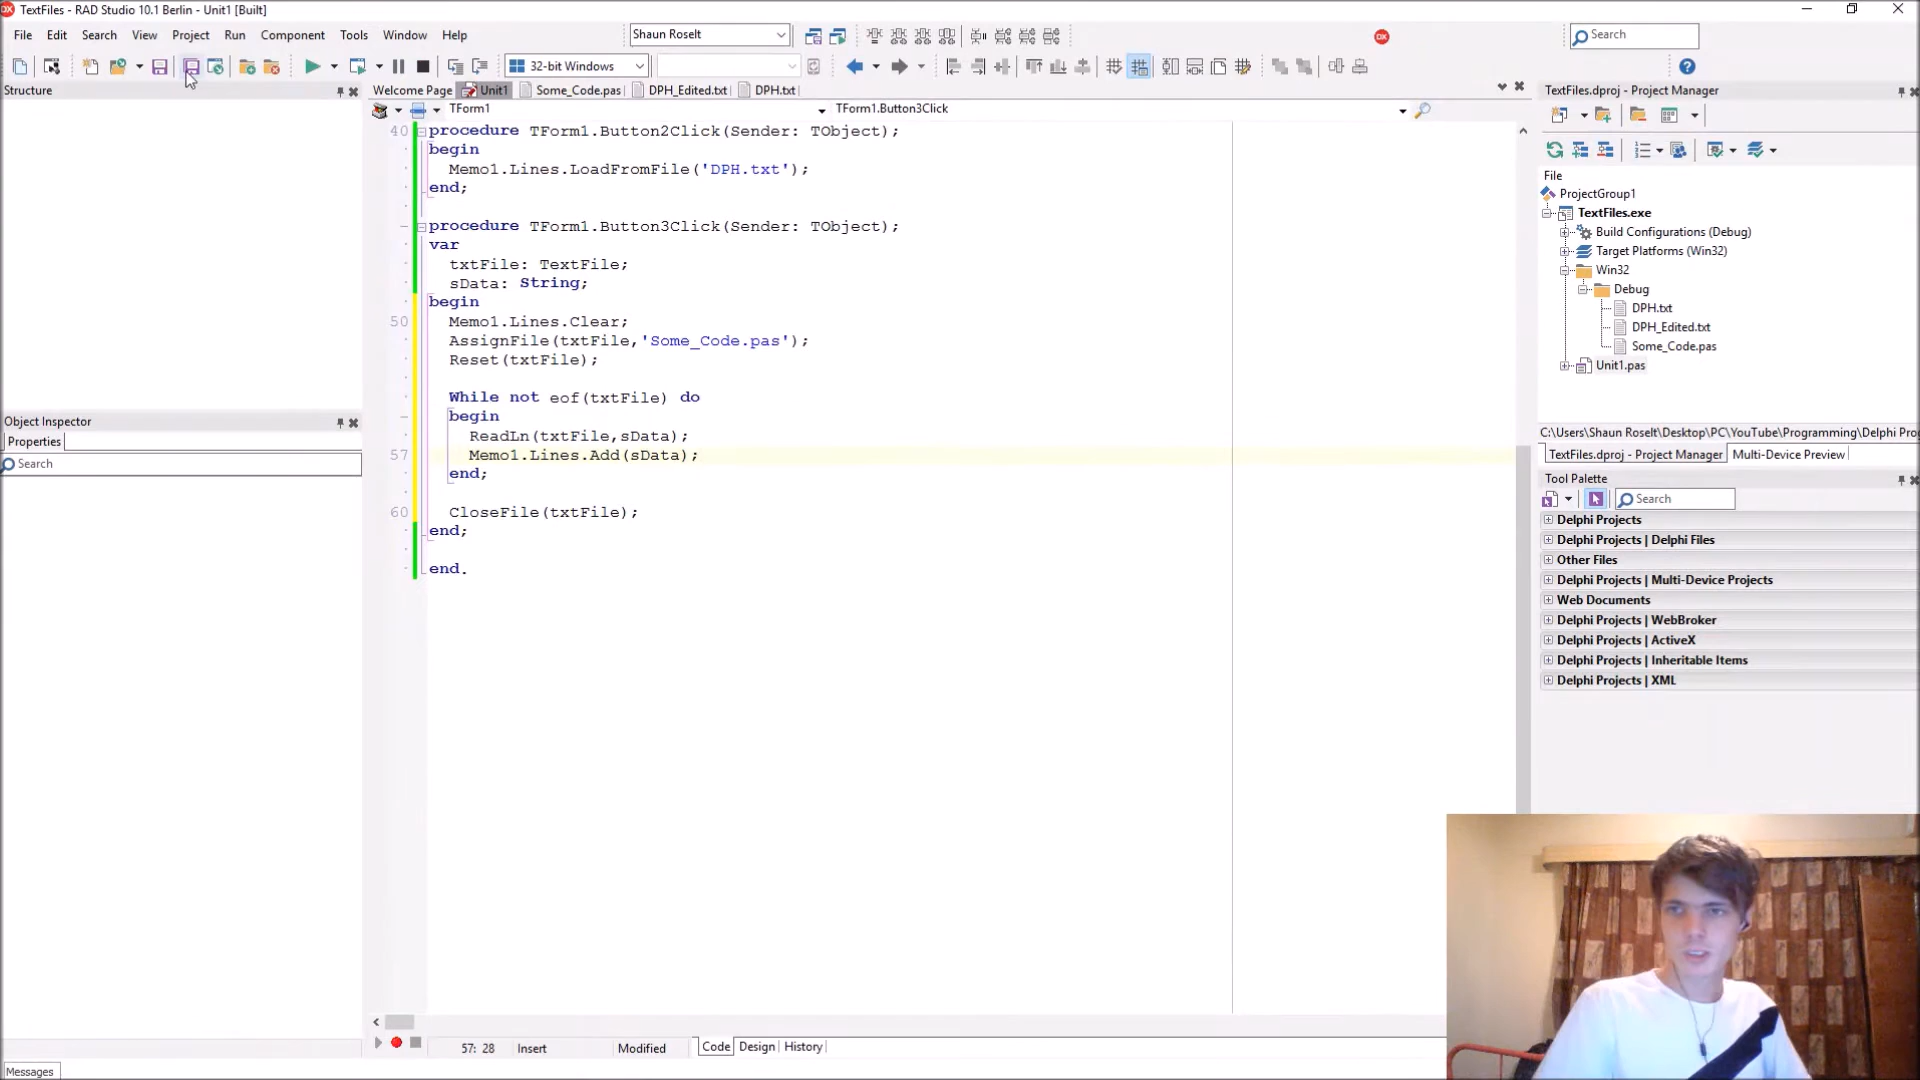 TextFiles - RAD Studio 10.1 Berlin - Unit1 [Built]
File Edit Search View Project Run Component Tools Window Help
Shaun Roselt
Search
32-bit Windows
Structure
Welcome Page Unit1 Some_Code.pas DPH_Edited.txt DPH.txt
TForm1 TForm1.Button3Click
40 procedure TForm1.Button2Click(Sender: TObject);
begin
Memo1.Lines.LoadFromFile('DPH.txt');
end;
procedure TForm1.Button3Click(Sender: TObject);
var
txtFile: TextFile;
sData: String;
begin
50 Memo1.Lines.Clear;
AssignFile(txtFile,'Some_Code.pas');
Reset(txtFile);
While not eof(txtFile) do
begin
ReadLn(txtFile,sData);
57 Memo1.Lines.Add(sData);
end;
60 CloseFile(txtFile);
end;
end.
Object Inspector
Properties
Search
TextFiles.dproj - Project Manager
File
ProjectGroup1
TextFiles.exe
Build Configurations (Debug)
Target Platforms (Win32)
Win32
Debug
DPH.txt
DPH_Edited.txt
Some_Code.pas
Unit1.pas
C:\Users\Shaun Roselt\Desktop\PC\YouTube\Programming\Delphi Prog
TextFiles.dproj - Project Manager Multi-Device Preview
Tool Palette
Search
Delphi Projects
Delphi Projects | Delphi Files
Other Files
Delphi Projects | Multi-Device Projects
Web Documents
Delphi Projects | WebBroker
Delphi Projects | ActiveX
Delphi Projects | Inheritable Items
Delphi Projects | XML
57: 28 Insert Modified Code Design History
Messages